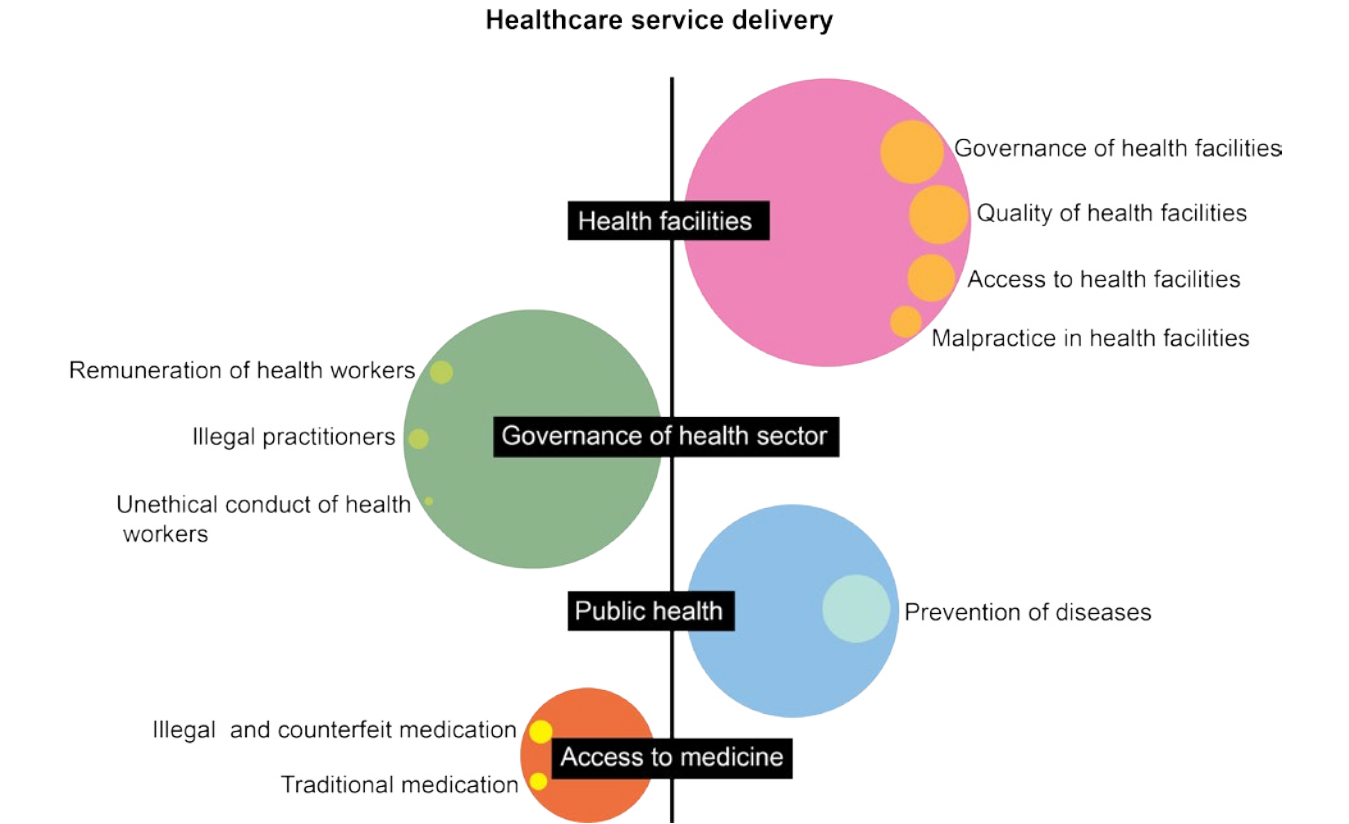 Healthcare service delivery
Governance of health facilities
Quality of health facilities
Health facilities
Access to health facilities
Malpractice in health facilities
Remuneration of health workers
Illegal practitioners
Governance of health sector
Unethical conduct of health
workers
Public health
Prevention of diseases
Illegal  and counterfeit medication
Access to medicine
Traditional medication